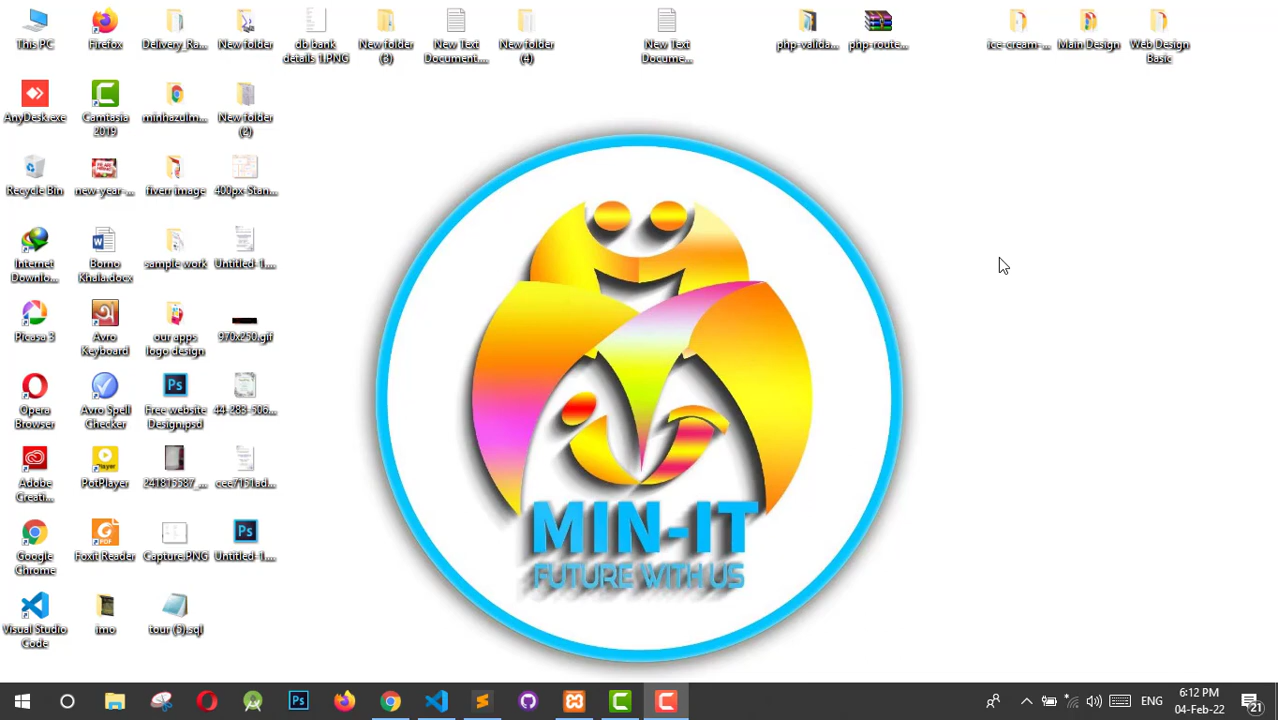 This PC
Firefox
Delivery_Ra...
New folder
db bank
details 1.PNG
New folder
(3)
New Text
Document....
New folder
(4)
New Text
Docume...
php-valida...
php-route...
ice-cream-...
Main Design
Web Design
Basic
AnyDesk.exe
Camtasia
2019
minhazulm...
New folder
(2)
Recycle Bin
new-year-...
fiverr image
400px-Stan...
Internet
Downlo...
Borno
Khala.docx
sample work
Untitled-1....
Picasa 3
Avro
Keyboard
our apps
logo design
970x250.gif
Opera
Browser
Avro Spell
Checker
Free website
Design.psd
44-283-506...
Adobe
Creati...
PotPlayer
241815587_...
cee7151ad...
Google
Chrome
Foxit Reader
Capture.PNG
Untitled-1....
Visual Studio
Code
imo
tour (5).sql
MIN-IT
FUTURE WITH US
ENG
6:12 PM
04-Feb-22
21